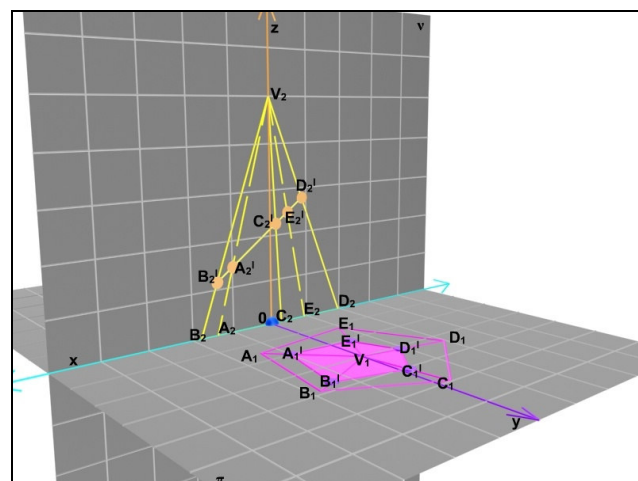 z
ν
V₂
D₂ᴵ
E₂ᴵ
C₂ᴵ
A₂ᴵ
B₂ᴵ
B₂
A₂
0
C₂
E₂
D₂
x
E₁
D₁
A₁
A₁ᴵ
E₁ᴵ
D₁ᴵ
V₁
B₁ᴵ
C₁ᴵ
C₁
B₁
y
π